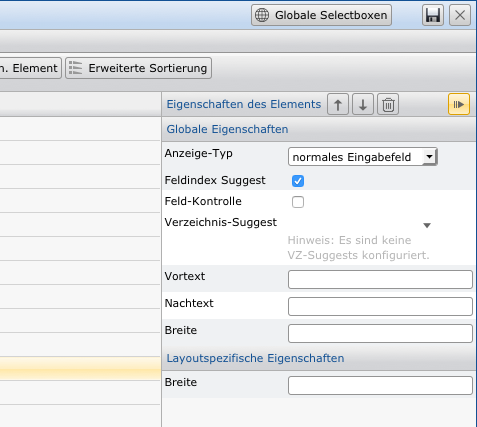 Globale Selectboxen
n. Element
Erweiterte Sortierung
Eigenschaften des Elements
Globale Eigenschaften
Anzeige-Typ
normales Eingabefeld
Feldindex Suggest
Feld-Kontrolle
Verzeichnis-Suggest
Hinweis: Es sind keine
VZ-Suggests konfiguriert.
Vortext
Nachtext
Breite
Layoutspezifische Eigenschaften
Breite